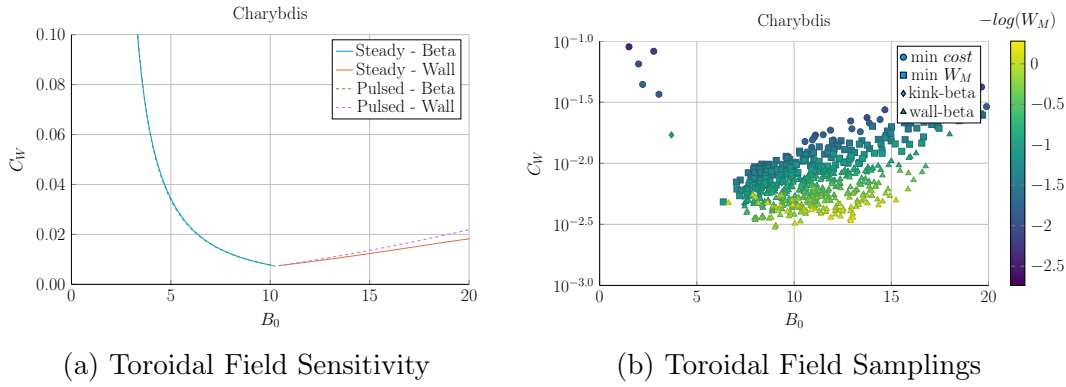 Charybdis
0.10
0.08
0.06
0.04
0.02
0.00
C_W
0
5
10
15
20
B_0
Steady - Beta
Steady - Wall
Pulsed - Beta
Pulsed - Wall
(a) Toroidal Field Sensitivity
Charybdis
10^{-1.0}
10^{-1.5}
10^{-2.0}
10^{-2.5}
10^{-3.0}
C_W
0
5
10
15
20
B_0
min cost
min W_M
kink-beta
wall-beta
-log(W_M)
0
-0.5
-1
-1.5
-2
-2.5
(b) Toroidal Field Samplings